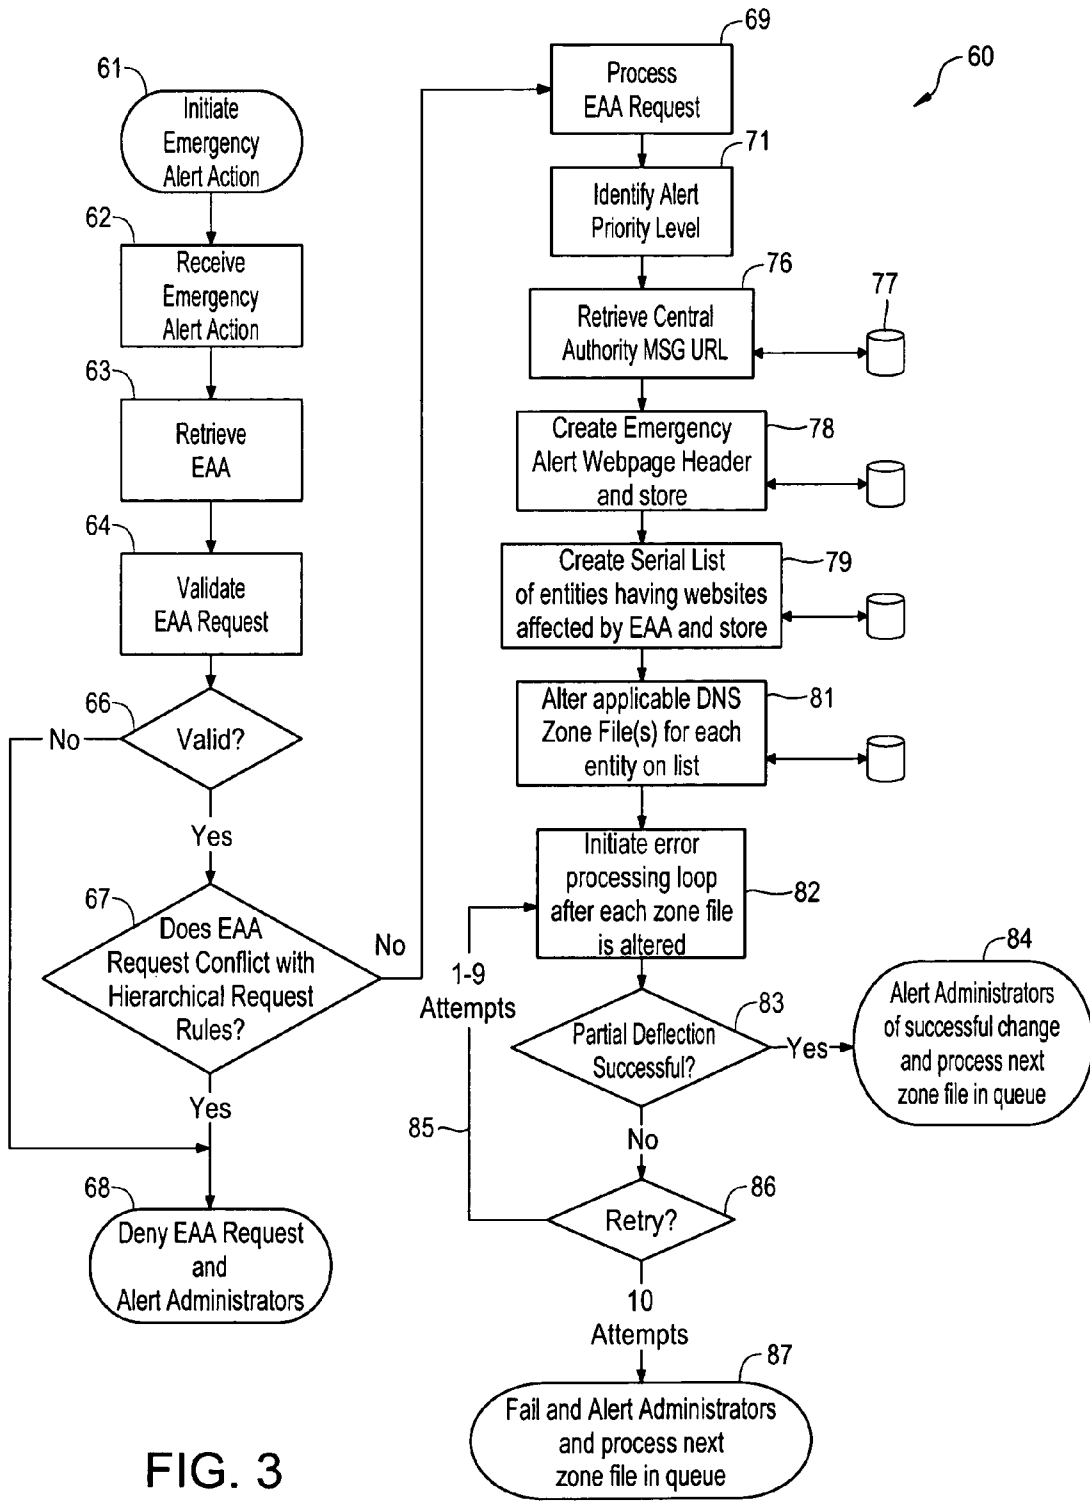 61
Initiate
Emergency
Alert Action
62
Receive
Emergency
Alert Action
63
Retrieve
EAA
64
Validate
EAA Request
66
Valid?
No
Yes
67
Does EAA
Request Conflict with
Hierarchical Request
Rules?
No
Yes
68
Deny EAA Request
and
Alert Administrators
69
Process
EAA Request
60
71
Identify Alert
Priority Level
76
Retrieve Central
Authority MSG URL
77
Create Emergency
Alert Webpage Header
and store
78
Create Serial List
of entities having websites
affected by EAA and store
79
Alter applicable DNS
Zone File(s) for each
entity on list
81
Initiate error
processing loop
after each zone file
is altered
82
1-9
Attempts
Partial Deflection
Successful?
83
Yes
84
Alert Administrators
of successful change
and process next
zone file in queue
85
No
Retry?
86
10
Attempts
87
Fail and Alert Administrators
and process next
zone file in queue
FIG. 3